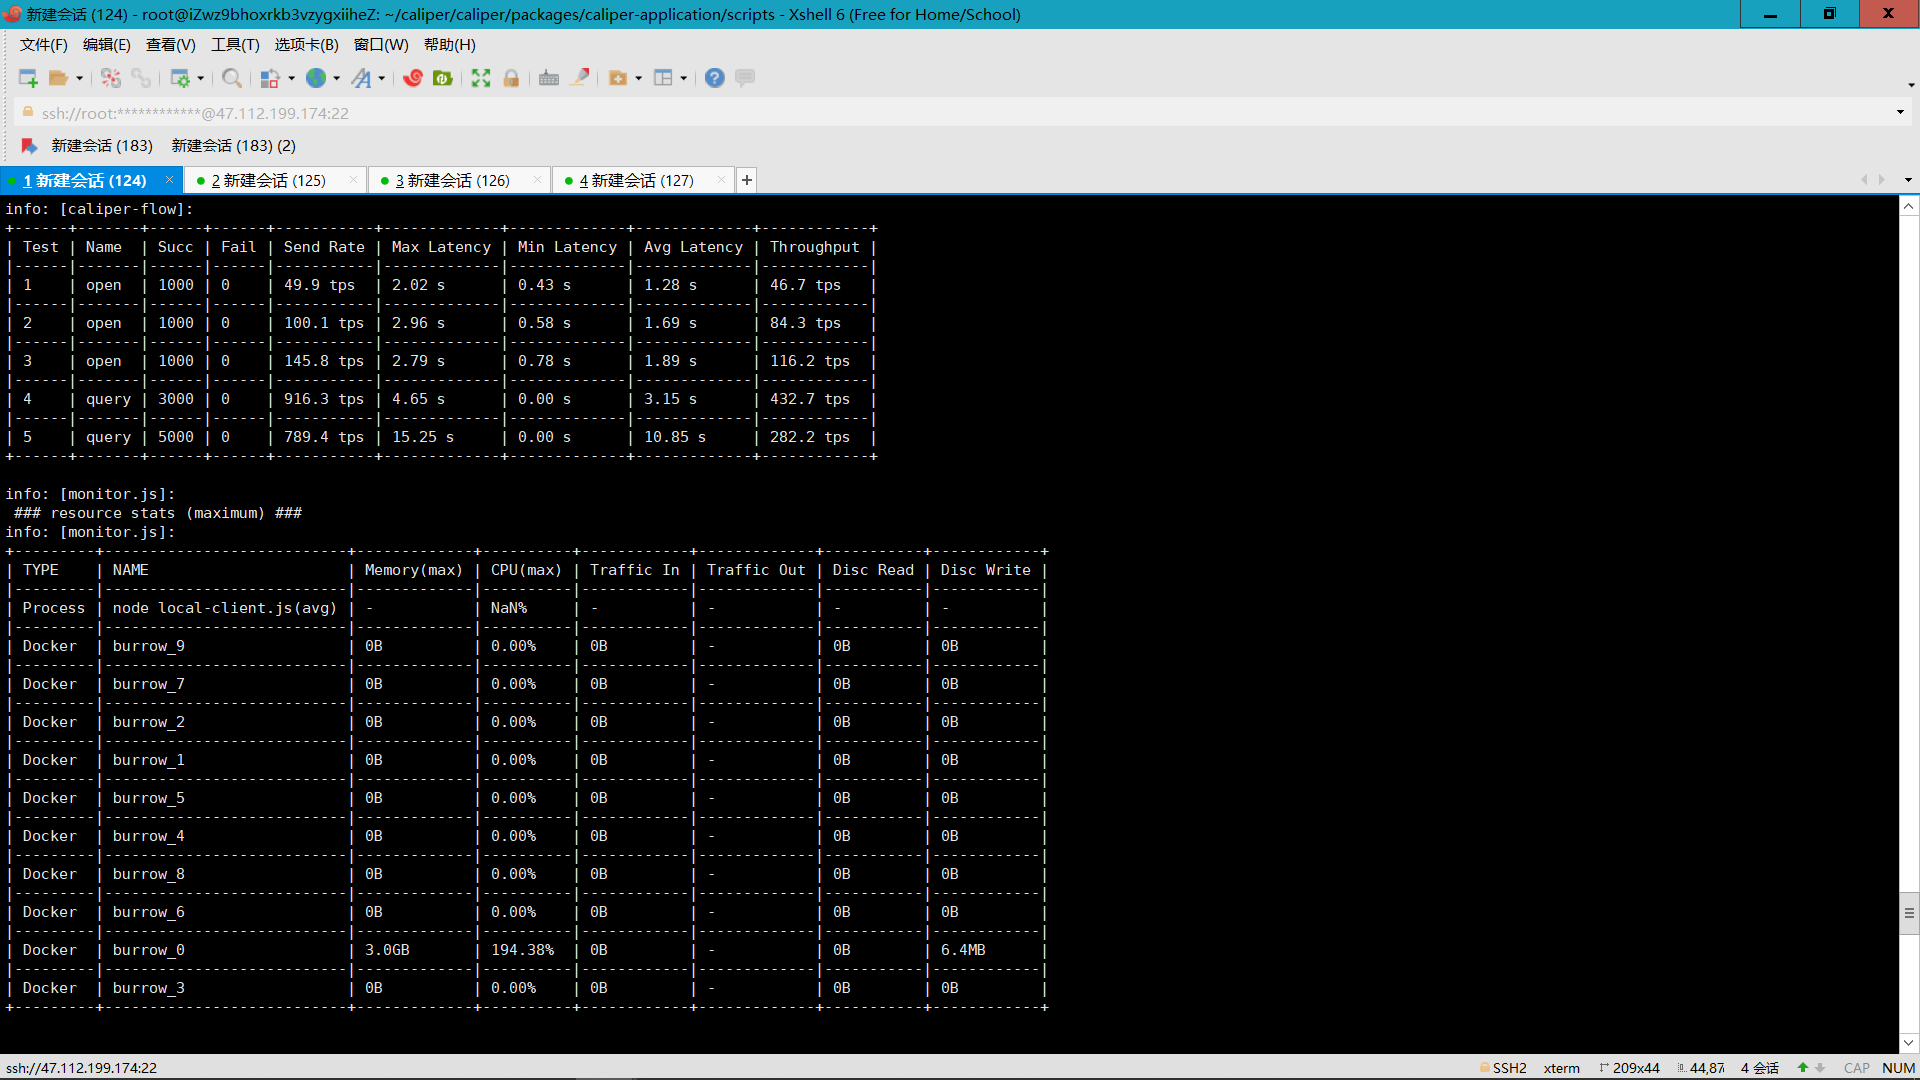 新建会话 (124) - root@iZwz9bhoxrkb3vzygxiiheZ: ~/caliper/caliper/packages/caliper-application/scripts - Xshell 6 (Free for Home/School)
文件(F) 编辑(E) 查看(V) 工具(T) 选项卡(B) 窗口(W) 帮助(H)
ssh://root:************@47.112.199.174:22
新建会话 (183) 新建会话 (183) (2)
1 新建会话 (124) × 2 新建会话 (125) × 3 新建会话 (126) × 4 新建会话 (127) × +
info: [caliper-flow]:
+------+-------+------+------+-----------+-------------+-------------+-------------+------------+
| Test | Name  | Succ | Fail | Send Rate | Max Latency | Min Latency | Avg Latency | Throughput |
|------|-------|------|------|-----------|-------------|-------------|-------------|------------|
| 1    | open  | 1000 | 0    | 49.9 tps  | 2.02 s      | 0.43 s      | 1.28 s      | 46.7 tps   |
|------|-------|------|------|-----------|-------------|-------------|-------------|------------|
| 2    | open  | 1000 | 0    | 100.1 tps | 2.96 s      | 0.58 s      | 1.69 s      | 84.3 tps   |
|------|-------|------|------|-----------|-------------|-------------|-------------|------------|
| 3    | open  | 1000 | 0    | 145.8 tps | 2.79 s      | 0.78 s      | 1.89 s      | 116.2 tps  |
|------|-------|------|------|-----------|-------------|-------------|-------------|------------|
| 4    | query | 3000 | 0    | 916.3 tps | 4.65 s      | 0.00 s      | 3.15 s      | 432.7 tps  |
|------|-------|------|------|-----------|-------------|-------------|-------------|------------|
| 5    | query | 5000 | 0    | 789.4 tps | 15.25 s     | 0.00 s      | 10.85 s     | 282.2 tps  |
+------+-------+------+------+-----------+-------------+-------------+-------------+------------+
info: [monitor.js]:
### resource stats (maximum) ###
info: [monitor.js]:
+---------+---------------------------+-------------+----------+------------+-------------+-----------+------------+
| TYPE    | NAME                      | Memory(max) | CPU(max) | Traffic In | Traffic Out | Disc Read | Disc Write |
|---------|---------------------------|-------------|----------|------------|-------------|-----------|------------|
| Process | node local-client.js(avg) | -           | NaN%     | -          | -           | -         | -          |
|---------|---------------------------|-------------|----------|------------|-------------|-----------|------------|
| Docker  | burrow_9                  | 0B          | 0.00%    | 0B         | -           | 0B        | 0B         |
|---------|---------------------------|-------------|----------|------------|-------------|-----------|------------|
| Docker  | burrow_7                  | 0B          | 0.00%    | 0B         | -           | 0B        | 0B         |
|---------|---------------------------|-------------|----------|------------|-------------|-----------|------------|
| Docker  | burrow_2                  | 0B          | 0.00%    | 0B         | -           | 0B        | 0B         |
|---------|---------------------------|-------------|----------|------------|-------------|-----------|------------|
| Docker  | burrow_1                  | 0B          | 0.00%    | 0B         | -           | 0B        | 0B         |
|---------|---------------------------|-------------|----------|------------|-------------|-----------|------------|
| Docker  | burrow_5                  | 0B          | 0.00%    | 0B         | -           | 0B        | 0B         |
|---------|---------------------------|-------------|----------|------------|-------------|-----------|------------|
| Docker  | burrow_4                  | 0B          | 0.00%    | 0B         | -           | 0B        | 0B         |
|---------|---------------------------|-------------|----------|------------|-------------|-----------|------------|
| Docker  | burrow_8                  | 0B          | 0.00%    | 0B         | -           | 0B        | 0B         |
|---------|---------------------------|-------------|----------|------------|-------------|-----------|------------|
| Docker  | burrow_6                  | 0B          | 0.00%    | 0B         | -           | 0B        | 0B         |
|---------|---------------------------|-------------|----------|------------|-------------|-----------|------------|
| Docker  | burrow_0                  | 3.0GB       | 194.38%  | 0B         | -           | 0B        | 6.4MB      |
|---------|---------------------------|-------------|----------|------------|-------------|-----------|------------|
| Docker  | burrow_3                  | 0B          | 0.00%    | 0B         | -           | 0B        | 0B         |
+---------+---------------------------+-------------+----------+------------+-------------+-----------+------------+
ssh://47.112.199.174:22 SSH2 xterm 209x44 44,87 4 会话 CAP NUM